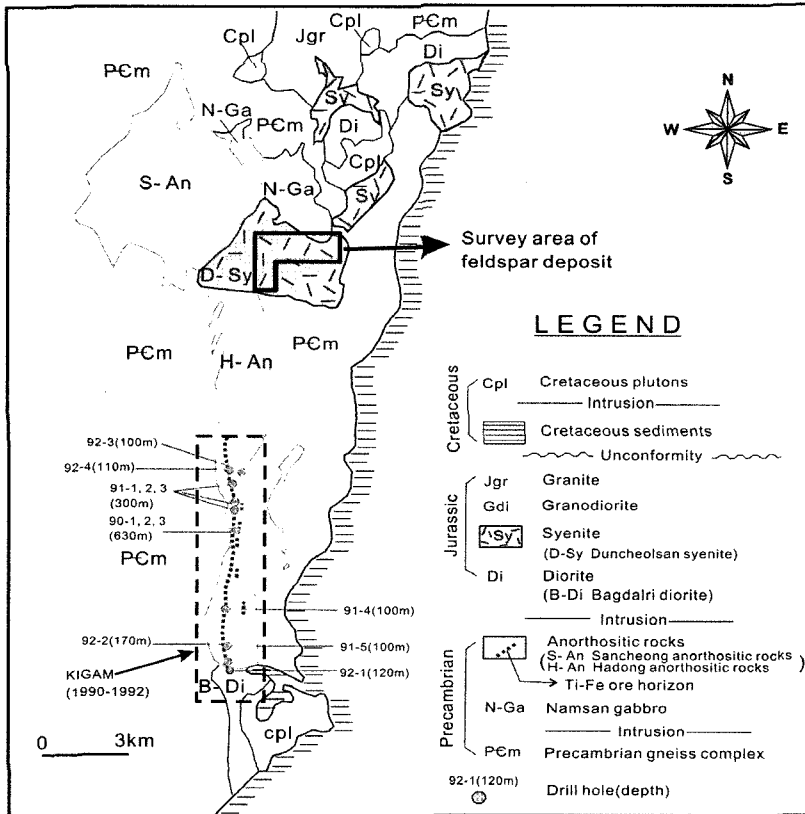 Cpl
Jgr
Cpl
PЄm
Di
PЄm
Sy
Sy
N-Ga
PЄm
Di
Cpl
S-An
N-Ga
Sy
N
W
E
S
D-Sy
Survey area of
feldspar deposit
PЄm
H-An
PЄm
92-3(100m)
92-4(110m)
91-1, 2, 3
(300m)
90-1, 2, 3
(630m)
PЄm
91-4(100m)
92-2(170m)
91-5(100m)
KIGAM
(1990-1992)
92-1(120m)
B-Di
cpl
0 3km
LEGEND
Cretaceous
Cpl Cretaceous plutons
Intrusion
Cretaceous sediments
Unconformity
Jurassic
Jgr Granite
Gdi Granodiorite
Sy Syenite
(D-Sy Duncheolsan syenite)
Di Diorite
(B-Di Bagdalri diorite)
Intrusion
Precambrian
Anorthositic rocks
(S-An Sancheong anorthositic rocks
H-An Hadong anorthositic rocks)
Ti-Fe ore horizon
N-Ga Namsan gabbro
Intrusion
PЄm Precambrian gneiss complex
92-1(120m)
Drill hole(depth)